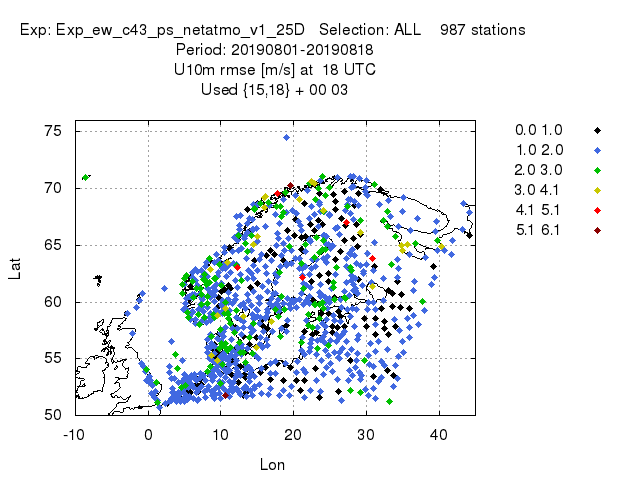 Exp: Exp_ew_c43_ps_netatmo_v1_25D Selection: ALL 987 stations
Period: 20190801-20190818
U10m rmse [m/s] at 18 UTC
Used {15,18} + 00 03
75
70
65
60
55
50
Lat
-10 0 10 20 30 40
Lon
0.0 1.0
1.0 2.0
2.0 3.0
3.0 4.1
4.1 5.1
5.1 6.1